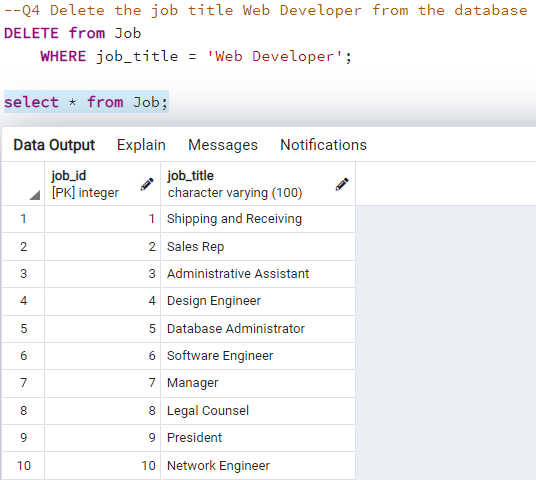 --Q4 Delete the job title Web Developer from the database
DELETE from Job
WHERE job_title = 'Web Developer';
select * from Job;
Data Output Explain Messages Notifications
job_id job_title
[PK] integer character varying (100)
1 1 Shipping and Receiving
2 2 Sales Rep
3 3 Administrative Assistant
4 4 Design Engineer
5 5 Database Administrator
6 6 Software Engineer
7 7 Manager
8 8 Legal Counsel
9 9 President
10 10 Network Engineer